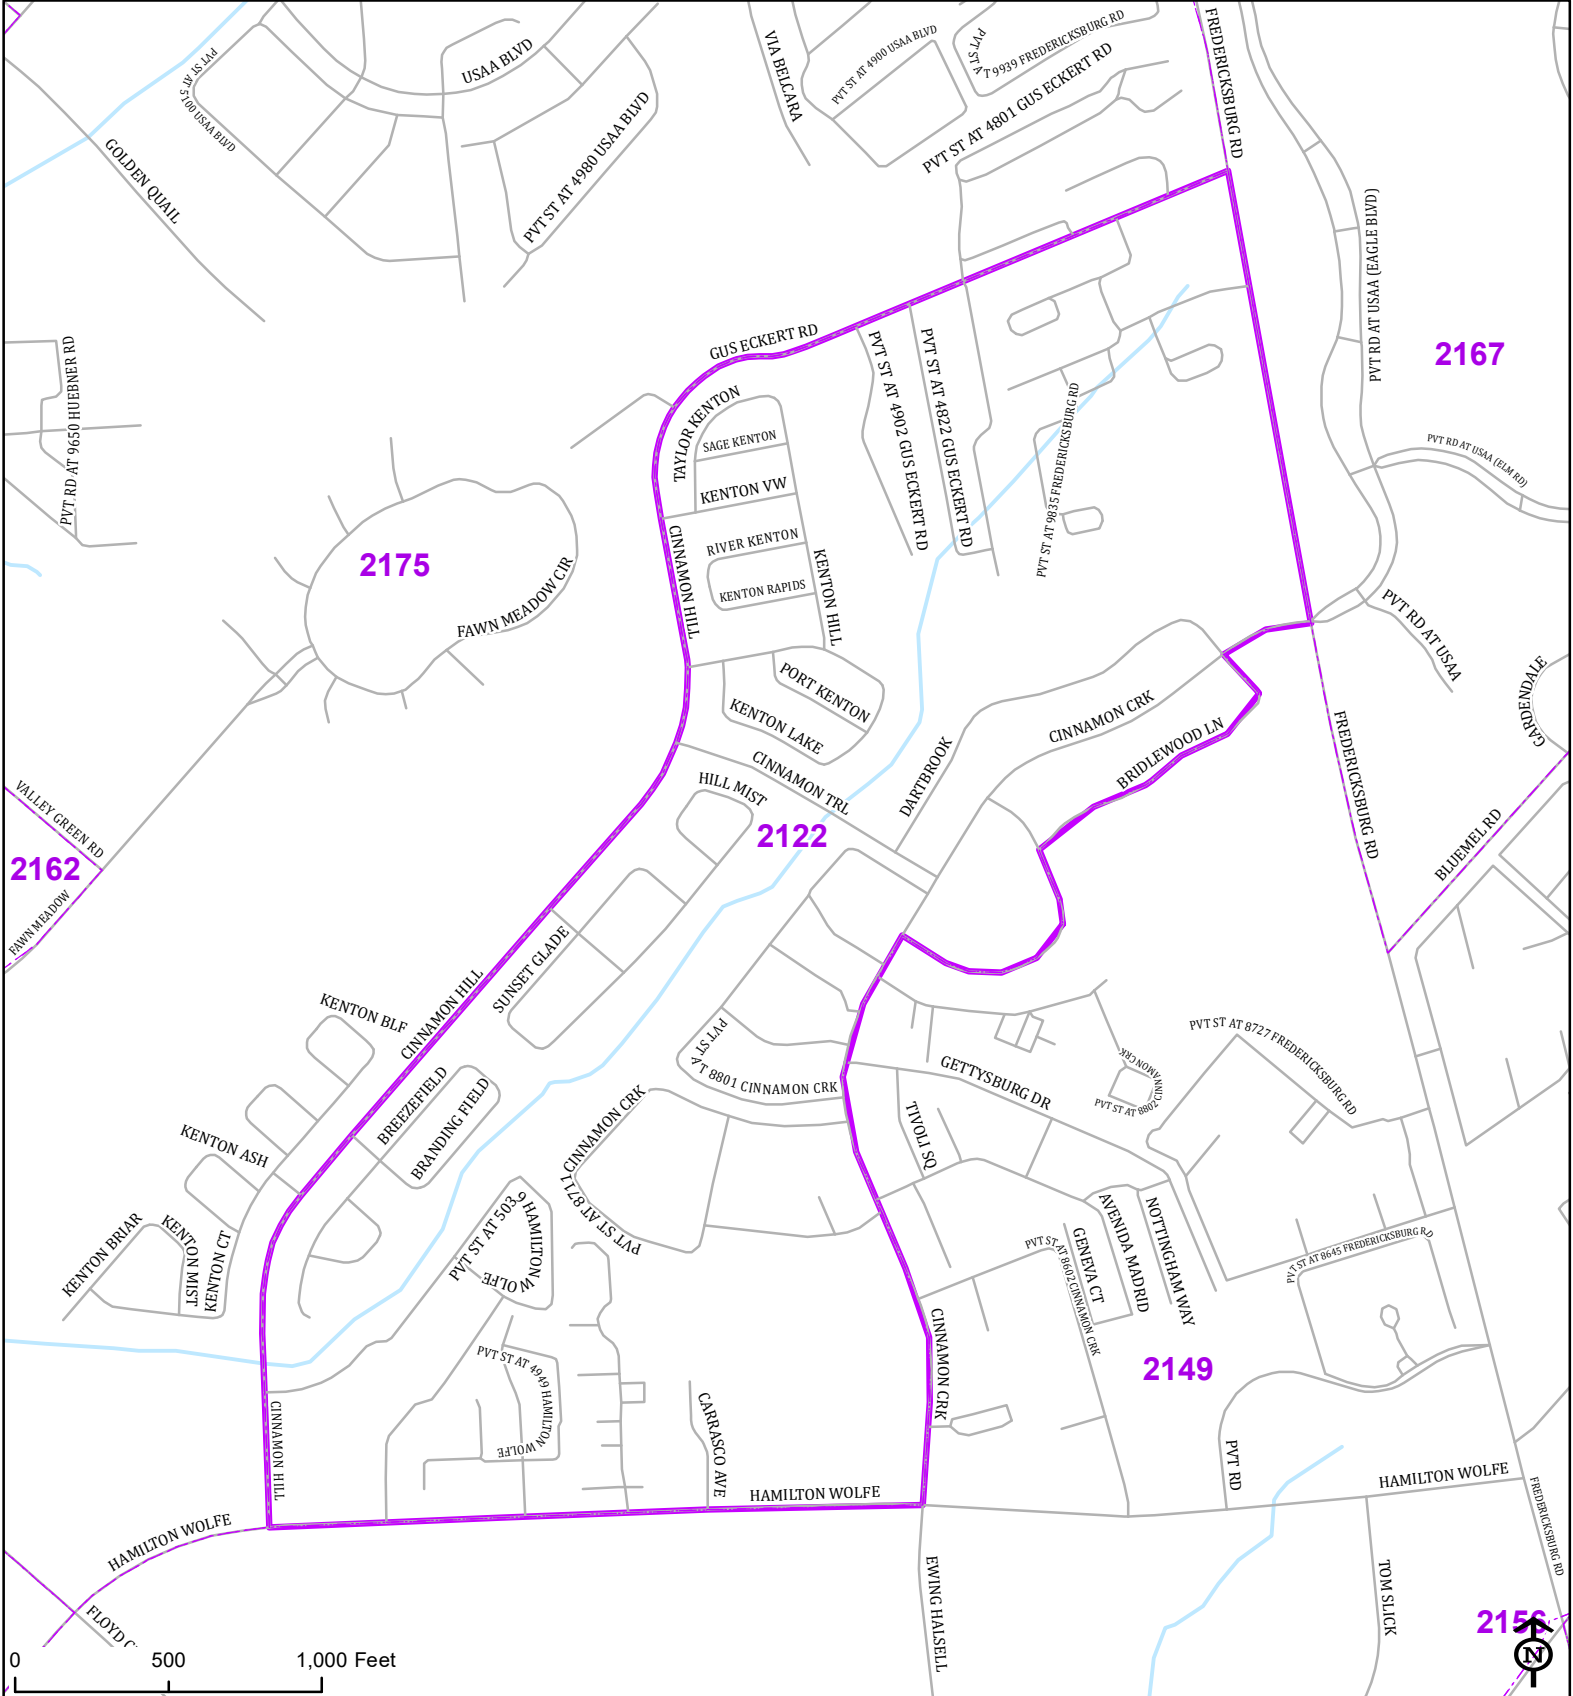 USAA BLVD
PVT ST AT
5100 USAA BLVD
GOLDEN QUAIL
PVT ST AT 4980 USAA BLVD
VIA BELCARA
PVT ST AT 4900 USAA BLVD
PVT ST A
T 9939 FREDERICKSBURG RD
PVT ST AT 4801 GUS ECKERT RD
FREDERICKSBURG RD
PVT RD AT USAA (EAGLE BLVD)
2167
PVT RD AT 9650 HUEBNER RD
GUS ECKERT RD
TAYLOR KENTON
SAGE KENTON
KENTON VW
RIVER KENTON
KENTON RAPIDS
CINNAMON HILL
KENTON HILL
PVT ST AT 4902 GUS ECKERT RD
PVT ST AT 4822 GUS ECKERT RD
PVT ST AT 9835 FREDERICKSBURG RD
PVT RD AT USAA (ELM RD)
2175
FAWN MEADOW CIR
PVT RD AT USAA
GARDENDALE
PORT KENTON
KENTON LAKE
CINNAMON CRK
BRIDLEWOOD LN
DARTBROOK
CINNAMON TRL
HILL MIST
2122
FREDERICKSBURG RD
BLUEMEL RD
VALLEY GREEN RD
2162
FAWN MEADOW
SUNSET GLADE
CINNAMON HILL
KENTON BLF
BREEZEFIELD
BRANDING FIELD
KENTON ASH
KENTON BRIAR
KENTON MIST
KENTON CT
PVT ST A
T 8801 CINNAMON CRK
CINNAMON CRK
PVT ST AT 8711
GETTYSBURG DR
TIVOLI SQ
CINNAMON CRK
PVT ST AT 8802
PVT ST AT 8727 FREDERICKSBURG RD
PVT ST AT 5039
HAMILTON W
OLFE
AVENIDA MADRID
NOTTINGHAM WAY
GENEVA CT
PVT ST AT 8602 CINNAMON CRK
PVT ST AT 8645 FREDERICKSBURG RD
PVT ST AT 4949 HAMILTON
WOLFE
CINNAMON CRK
2149
CINNAMON HILL
CARRASCO AVE
HAMILTON WOLFE
PVT RD
HAMILTON WOLFE
HAMILTON WOLFE
FREDERICKSBURG RD
EWING HALSELL
TOM SLICK
FLOYD C
2156
N
0 500 1,000 Feet